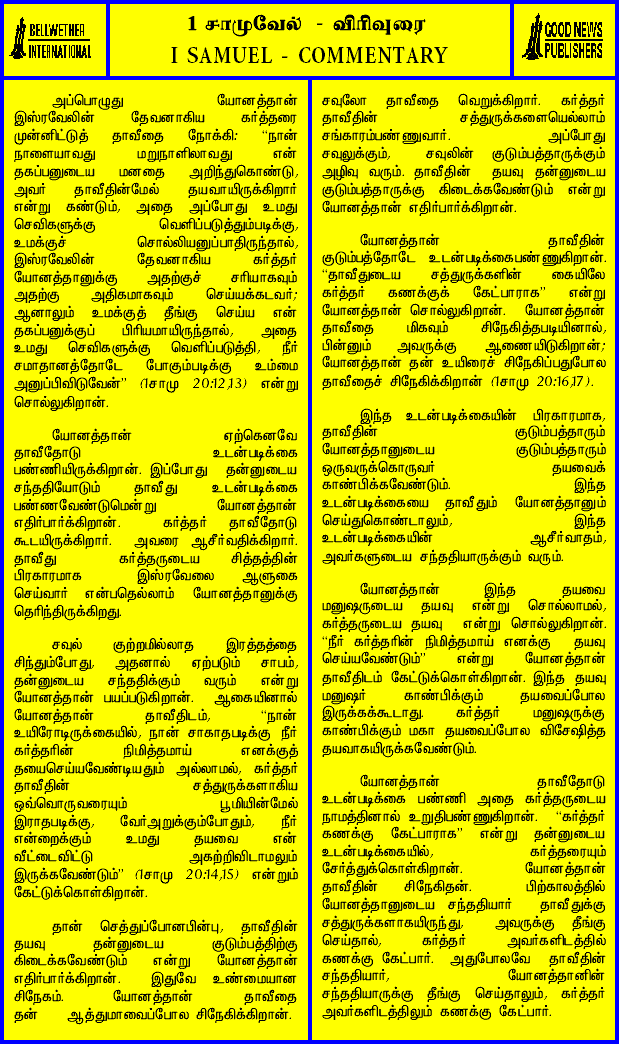 BELLWETHER
INTERNATIONAL
1 சாமுவேல் - விரிவுரை
I SAMUEL - COMMENTARY
GOOD NEWS
PUBLISHERS
அப்பொழுது யோனத்தான்
இஸ்ரவேலின் தேவனாகிய கர்த்தரை
முன்னிட்டுத் தாவீதை நோக்கி: "நான்
நாளையாவது மறுநாளிலாவது என்
தகப்பனுடைய மனதை அறிந்துகொண்டு,
அவர் தாவீதின்மேல் தயவாயிருக்கிறார்
என்று கண்டும், அதை அப்போது உமது
செவிகளுக்கு வெளிப்படுத்தும்படிக்கு,
உமக்குச் சொல்லியனுப்பாதிருந்தால்,
இஸ்ரவேலின் தேவனாகிய கர்த்தர்
யோனத்தானுக்கு அதற்குச் சரியாகவும்
அதற்கு அதிகமாகவும் செய்யக்கடவர்;
ஆனாலும் உமக்குத் தீங்கு செய்ய என்
தகப்பனுக்குப் பிரியமாயிருந்தால், அதை
உமது செவிகளுக்கு வெளிப்படுத்தி, நீர்
சமாதானத்தோடே போகும்படிக்கு உம்மை
அனுப்பிவிடுவேன்" (1சாமு 20:12,13) என்று
சொல்லுகிறான்.
யோனத்தான் ஏற்கெனவே
தாவீதோடு உடன்படிக்கை
பண்ணியிருக்கிறான். இப்போது தன்னுடைய
சந்ததியோடும் தாவீது உடன்படிக்கை
பண்ணவேண்டுமென்று யோனத்தான்
எதிர்பார்க்கிறான். கர்த்தர் தாவீதோடு
கூடயிருக்கிறார். அவரை ஆசீர்வதிக்கிறார்.
தாவீது கர்த்தருடைய சித்தத்தின்
பிரகாரமாக இஸ்ரவேலை ஆளுகை
செய்வார் என்பதெல்லாம் யோனத்தானுக்கு
தெரிந்திருக்கிறது.
சவுல் குற்றமில்லாத இரத்தத்தை
சிந்தும்போது, அதனால் ஏற்படும் சாபம்,
தன்னுடைய சந்ததிக்கும் வரும் என்று
யோனத்தான் பயப்படுகிறான். ஆகையினால்
யோனத்தான் தாவீதிடம், "நான்
உயிரோடிருக்கையில், நான் சாகாதபடிக்கு நீர்
கர்த்தரின் நிமித்தமாய் எனக்குத்
தயைசெய்யவேண்டியதும் அல்லாமல், கர்த்தர்
தாவீதின் சத்துருக்களாகிய
ஒவ்வொருவரையும் பூமியின்மேல்
இராதபடிக்கு, வேர்அறுக்கும்போதும், நீர்
என்றைக்கும் உமது தயவை என்
வீட்டைவிட்டு அகற்றிவிடாமலும்
இருக்கவேண்டும்" (1சாமு 20:14,15) என்றும்
கேட்டுக்கொள்கிறான்.
தான் செத்துப்போனபின்பு, தாவீதின்
தயவு தன்னுடைய குடும்பத்திற்கு
கிடைக்கவேண்டும் என்று யோனத்தான்
எதிர்பார்க்கிறான். இதுவே உண்மையான
சிநேகம். யோனத்தான் தாவீதை
தன் ஆத்துமாவைப்போல சிநேகிக்கிறான்.
சவுலோ தாவீதை வெறுக்கிறார். கர்த்தர்
தாவீதின் சத்துருக்களையெல்லாம்
சங்காரம்பண்ணுவார். அப்போது
சவுலுக்கும், சவுலின் குடும்பத்தாருக்கும்
அழிவு வரும். தாவீதின் தயவு தன்னுடைய
குடும்பத்தாருக்கு கிடைக்கவேண்டும் என்று
யோனத்தான் எதிர்பார்க்கிறான்.
யோனத்தான் தாவீதின்
குடும்பத்தோடே உடன்படிக்கைபண்ணுகிறான்.
"தாவீதுடைய சத்துருக்களின் கையிலே
கர்த்தர் கணக்குக் கேட்பாராக" என்று
யோனத்தான் சொல்லுகிறான். யோனத்தான்
தாவீதை மிகவும் சிநேகித்தபடியினால்,
பின்னும் அவருக்கு ஆணையிடுகிறான்;
யோனத்தான் தன் உயிரைச் சிநேகிப்பதுபோல
தாவீதைச் சிநேகிக்கிறான் (1சாமு 20:16,17).
இந்த உடன்படிக்கையின் பிரகாரமாக,
தாவீதின் குடும்பத்தாரும்
யோனத்தானுடைய குடும்பத்தாரும்
ஒருவருக்கொருவர் தயவைக்
காண்பிக்கவேண்டும். இந்த
உடன்படிக்கையை தாவீதும் யோனத்தானும்
செய்துகொண்டாலும், இந்த
உடன்படிக்கையின் ஆசீர்வாதம்,
அவர்களுடைய சந்ததியாருக்கும் வரும்.
யோனத்தான் இந்த தயவை
மனுஷருடைய தயவு என்று சொல்லாமல்,
கர்த்தருடைய தயவு என்று சொல்லுகிறான்.
"நீர் கர்த்தரின் நிமித்தமாய் எனக்கு தயவு
செய்யவேண்டும்" என்று யோனத்தான்
தாவீதிடம் கேட்டுக்கொள்கிறான். இந்த தயவு
மனுஷர் காண்பிக்கும் தயவைப்போல
இருக்கக்கூடாது. கர்த்தர் மனுஷருக்கு
காண்பிக்கும் மகா தயவைப்போல விசேஷித்த
தயவாகயிருக்கவேண்டும்.
யோனத்தான் தாவீதோடு
உடன்படிக்கை பண்ணி அதை கர்த்தருடைய
நாமத்தினால் உறுதிபண்ணுகிறான். "கர்த்தர்
கணக்கு கேட்பாராக" என்று தன்னுடைய
உடன்படிக்கையில், கர்த்தரையும்
சேர்த்துக்கொள்கிறான். யோனத்தான்
தாவீதின் சிநேகிதன். பிற்காலத்தில்
யோனத்தானுடைய சந்ததியார் தாவீதுக்கு
சத்துருக்களாகயிருந்து, அவருக்கு தீங்கு
செய்தால், கர்த்தர் அவர்களிடத்தில்
கணக்கு கேட்பார். அதுபோலவே தாவீதின்
சந்ததியார், யோனத்தானின்
சந்ததியாருக்கு தீங்கு செய்தாலும், கர்த்தர்
அவர்களிடத்திலும் கணக்கு கேட்பார்.